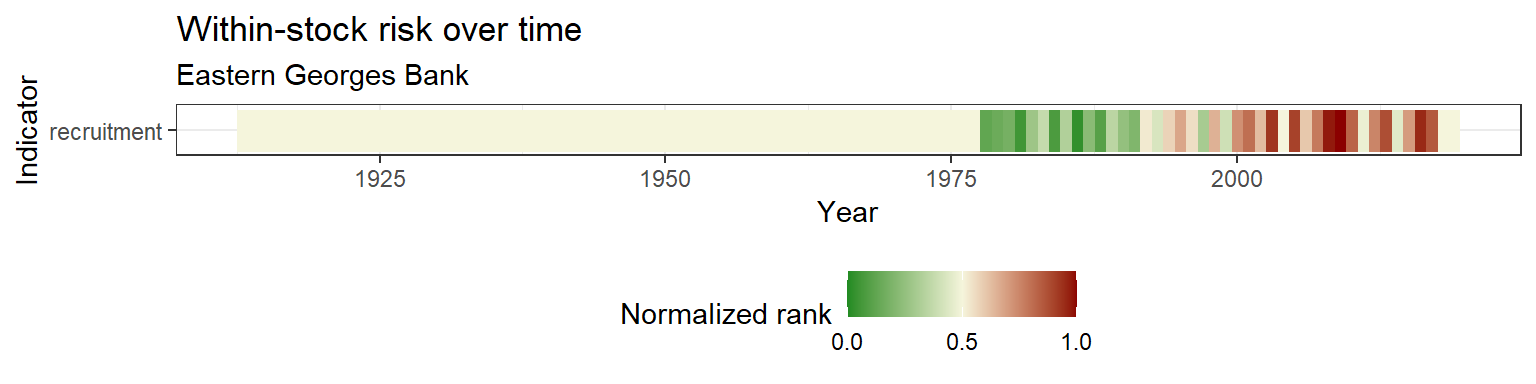 Within-stock risk over time
Eastern Georges Bank
Indicator
recruitment
1925 1950 1975 2000
Year
Normalized rank
0.0 0.5 1.0